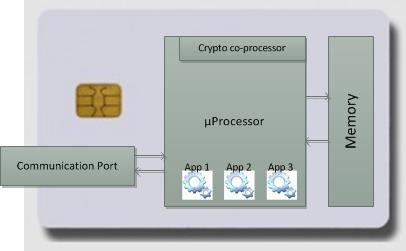 Crypto co-processor
µProcessor
Memory
Communication Port
App 1 App 2 App 3